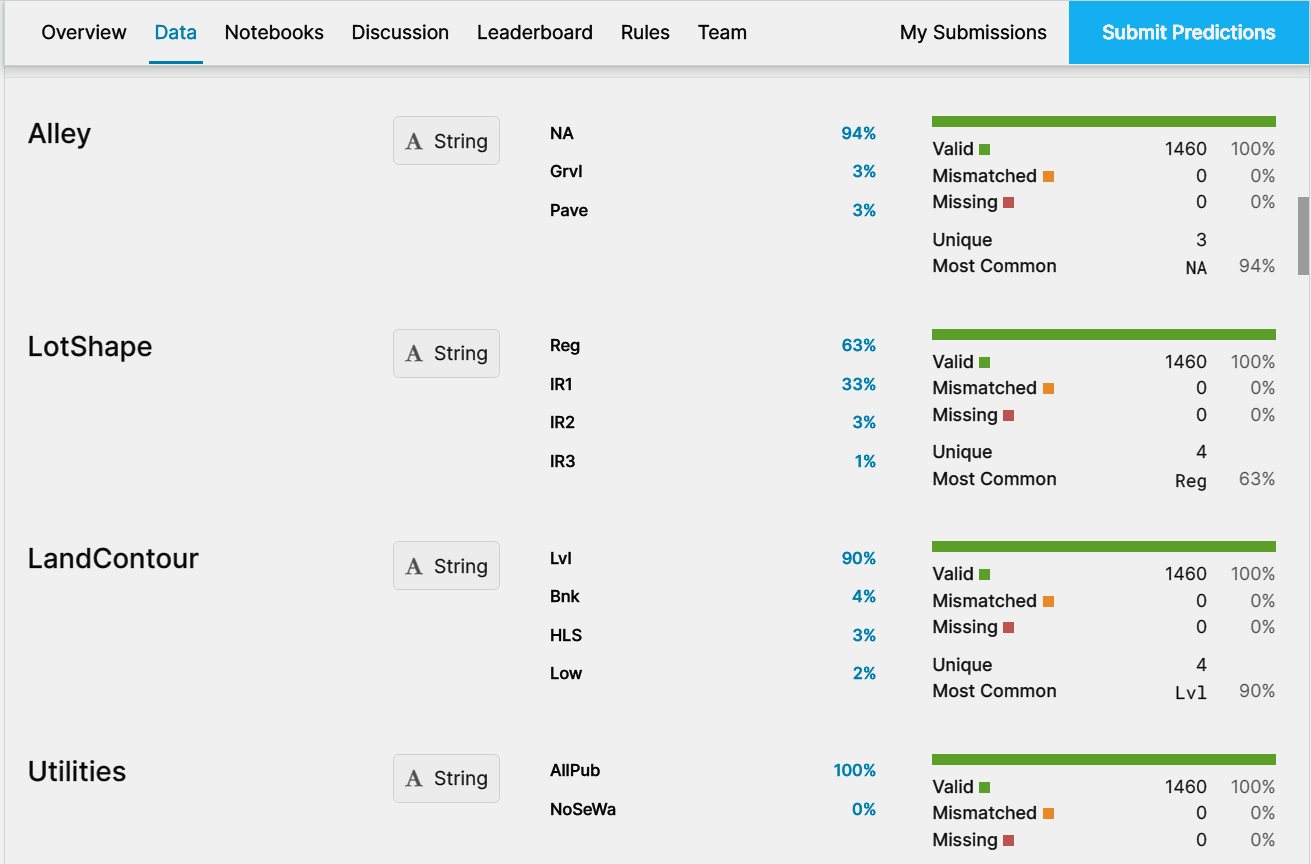 Overview Data Notebooks Discussion Leaderboard Rules Team My Submissions Submit Predictions
Alley A String
NA 94%
Grvl 3%
Pave 3%
Valid 1460 100%
Mismatched 0 0%
Missing 0 0%
Unique 3
Most Common NA 94%
LotShape A String
Reg 63%
IR1 33%
IR2 3%
IR3 1%
Valid 1460 100%
Mismatched 0 0%
Missing 0 0%
Unique 4
Most Common Reg 63%
LandContour A String
Lvl 90%
Bnk 4%
HLS 3%
Low 2%
Valid 1460 100%
Mismatched 0 0%
Missing 0 0%
Unique 4
Most Common Lvl 90%
Utilities A String
AllPub 100%
NoSeWa 0%
Valid 1460 100%
Mismatched 0 0%
Missing 0 0%